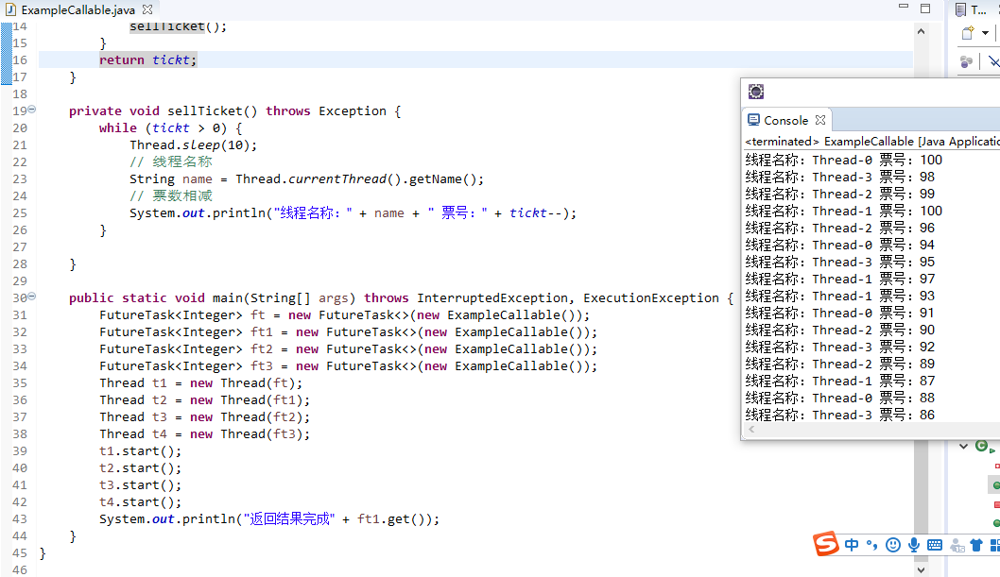 ExampleCallable.java
14 sellTicket();
15 }
16 return tickt;
17 }
18
19 private void sellTicket() throws Exception {
20 while (tickt > 0) {
21 Thread.sleep(10);
22 // 线程名称
23 String name = Thread.currentThread().getName();
24 // 票数相减
25 System.out.println("线程名称：" + name + " 票号：" + tickt--);
26 }
27
28 }
29
30 public static void main(String[] args) throws InterruptedException, ExecutionException {
31 FutureTask<Integer> ft = new FutureTask<>(new ExampleCallable());
32 FutureTask<Integer> ft1 = new FutureTask<>(new ExampleCallable());
33 FutureTask<Integer> ft2 = new FutureTask<>(new ExampleCallable());
34 FutureTask<Integer> ft3 = new FutureTask<>(new ExampleCallable());
35 Thread t1 = new Thread(ft);
36 Thread t2 = new Thread(ft1);
37 Thread t3 = new Thread(ft2);
38 Thread t4 = new Thread(ft3);
39 t1.start();
40 t2.start();
41 t3.start();
42 t4.start();
43 System.out.println("返回结果完成" + ft1.get());
44 }
45 }
46
T...
Console
<terminated> ExampleCallable [Java Applicatio
线程名称：Thread-0 票号：100
线程名称：Thread-3 票号：98
线程名称：Thread-2 票号：99
线程名称：Thread-1 票号：100
线程名称：Thread-2 票号：96
线程名称：Thread-0 票号：94
线程名称：Thread-3 票号：95
线程名称：Thread-1 票号：97
线程名称：Thread-1 票号：93
线程名称：Thread-0 票号：91
线程名称：Thread-2 票号：90
线程名称：Thread-3 票号：92
线程名称：Thread-2 票号：89
线程名称：Thread-1 票号：87
线程名称：Thread-0 票号：88
线程名称：Thread-3 票号：86
S 中